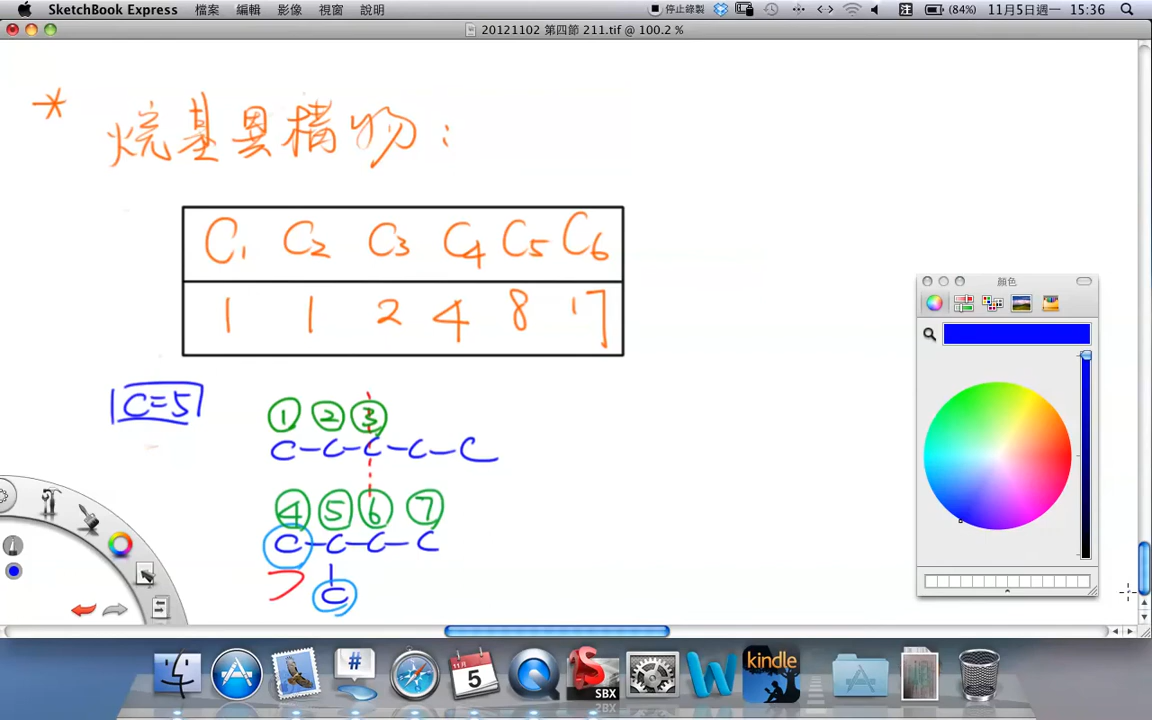 SketchBook Express 檔案 編輯 影像 視窗 說明 停止錄製 注 (84%) 11月5日週一 15:36
20121102 第四節 211.tif @ 100.2 %
* 烷基異構物:
C₁ C₂ C₃ C₄ C₅ C₆
1 1 2 4 8 17
顏色
C=5
① ② ③
C-C-C-C-C
④ ⑤ ⑥ ⑦
C-C-C-C
C
5
SBX
kindle